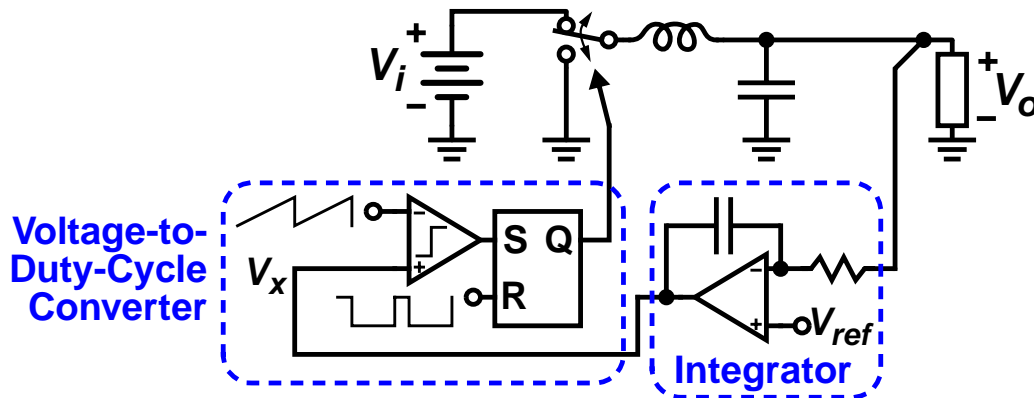 +
Vi
−
+
Vo
−
Voltage-to-
Duty-Cycle
Converter
−
+
S Q
R
Vx
−
+
Vref
Integrator